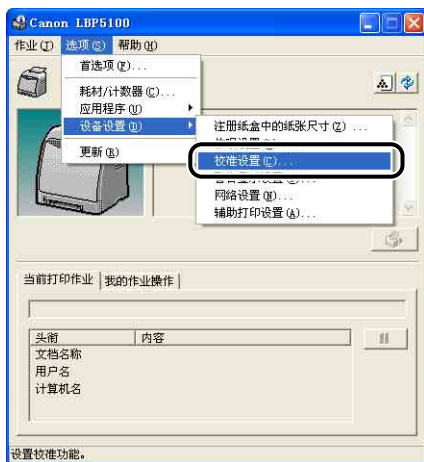 Canon LBP5100
作业(J) 选项(S) 帮助(H)
首选项(P)...
耗材/计数器(C)...
应用程序(U)
设备设置(D)
更新(R)
注册纸盒中的纸张尺寸(Z) ...
校准设置(C)...
网络设置(N)...
辅助打印设置(A)...
当前打印作业 我的作业操作
头衔 内容
文档名称
用户名
计算机名
设置校准功能。